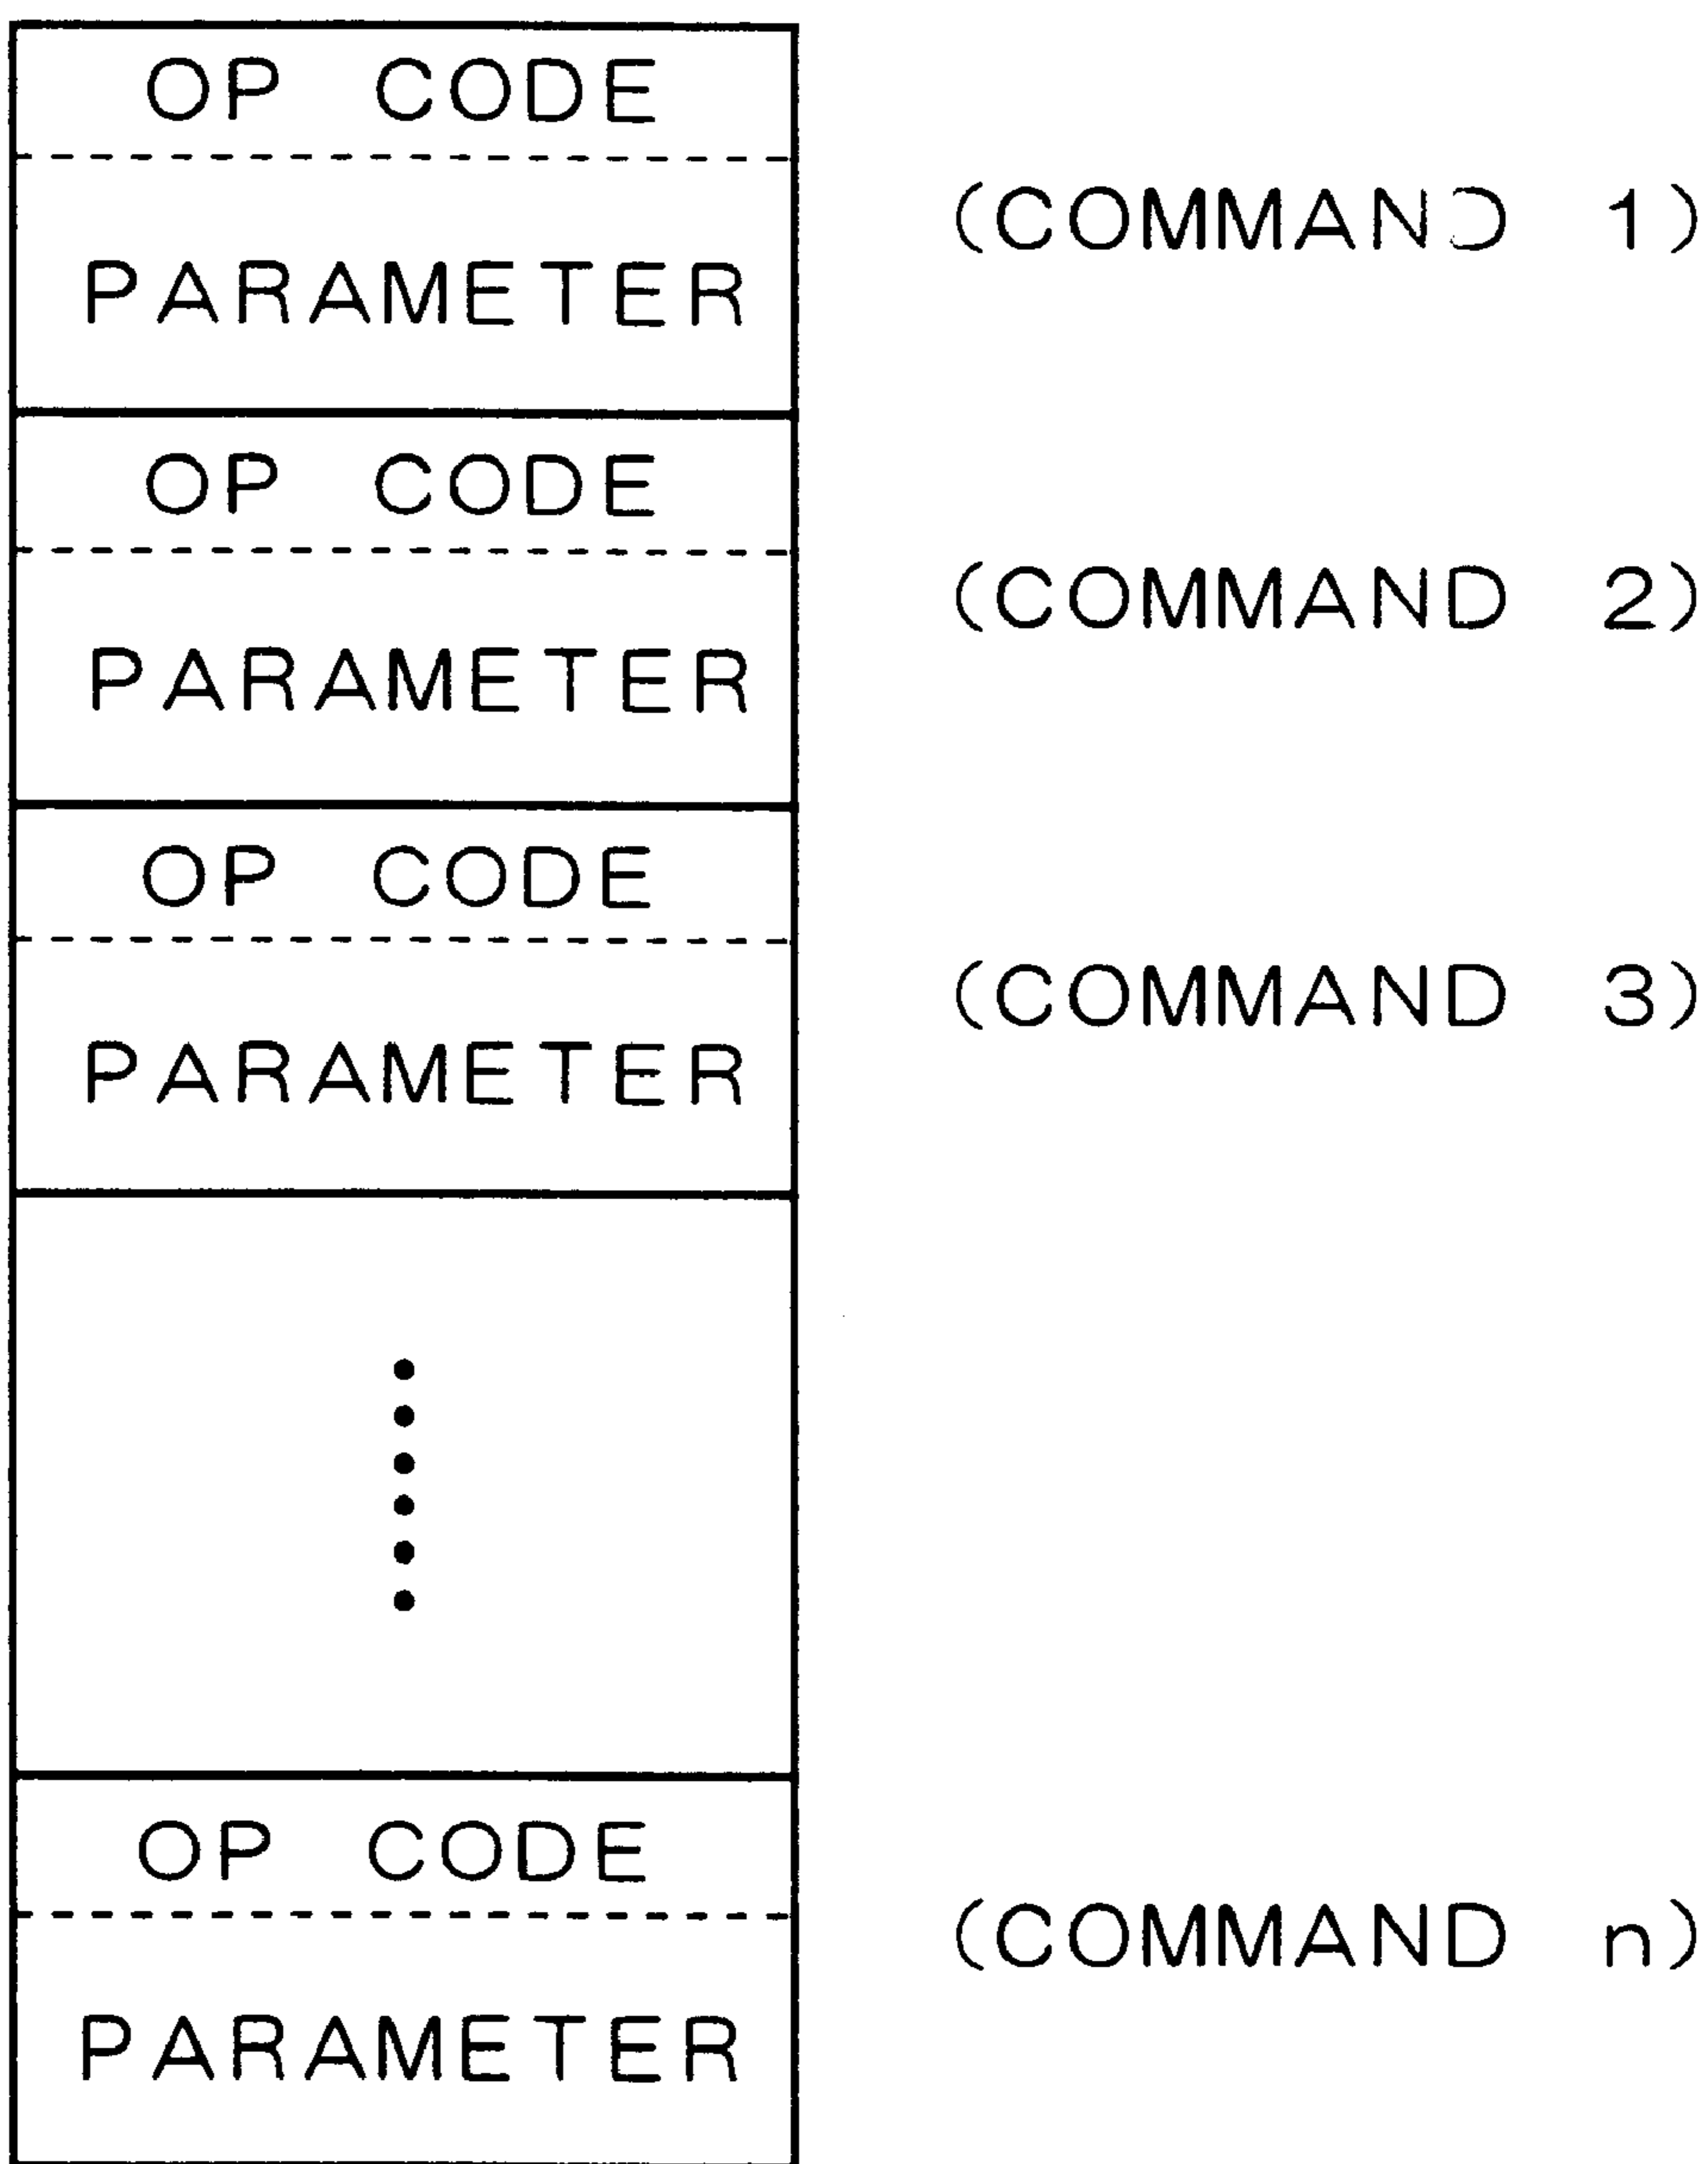 OP CODE
(COMMAND 1)
PARAMETER
OP CODE
(COMMAND 2)
PARAMETER
OP CODE
(COMMAND 3)
PARAMETER
OP CODE
(COMMAND n)
PARAMETER